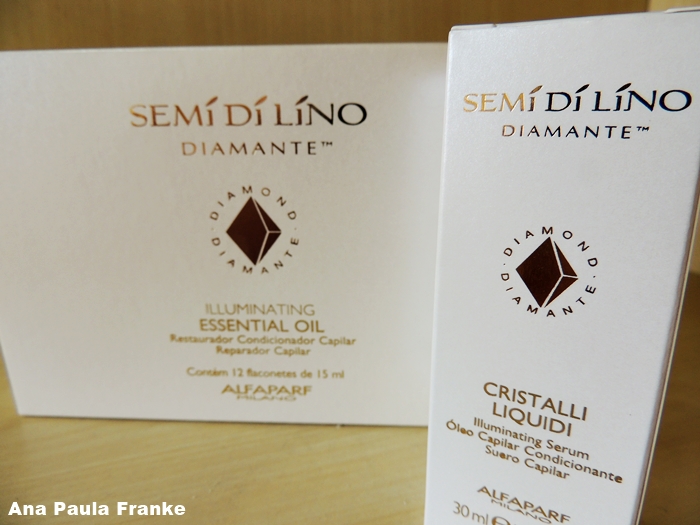 SEMÍ DÍ LÍNO
DIAMANTE™
DIAMOND
DIAMANTE
ILLUMINATING
ESSENTIAL OIL
Restaurador Condicionador Capilar
Reparador Capilar
Contém 12 flaconetes de 15 ml
ALFAPARF
MILANO
SEMÍ DÍ LÍNO
DIAMANTE™
DIAMOND
DIAMANTE
CRISTALLI
LIQUIDI
Illuminating Serum
Óleo Capilar Condicionante
Suero Capilar
ALFAPARF
MILANO
30 ml
Ana Paula Franke